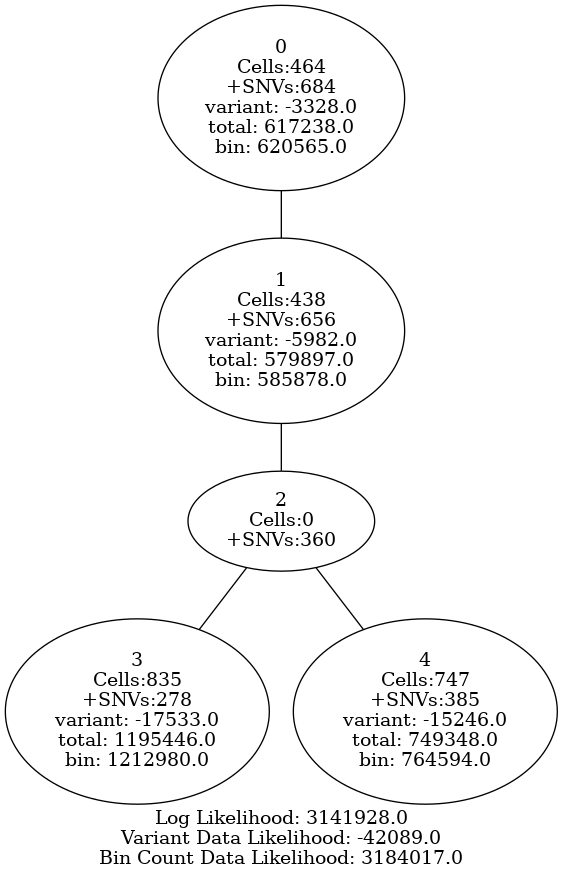 0
Cells:464
+SNVs:684
variant: -3328.0
total: 617238.0
bin: 620565.0
1
Cells:438
+SNVs:656
variant: -5982.0
total: 579897.0
bin: 585878.0
2
Cells:0
+SNVs:360
3
Cells:835
+SNVs:278
variant: -17533.0
total: 1195446.0
bin: 1212980.0
4
Cells:747
+SNVs:385
variant: -15246.0
total: 749348.0
bin: 764594.0
Log Likelihood: 3141928.0
Variant Data Likelihood: -42089.0
Bin Count Data Likelihood: 3184017.0